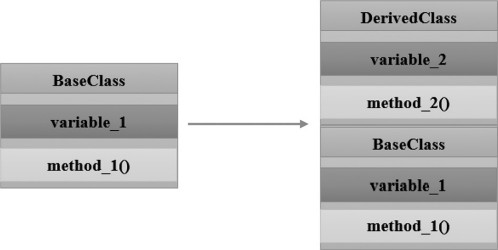 BaseClass
variable_1
method_1()
DerivedClass
variable_2
method_2()
BaseClass
variable_1
method_1()